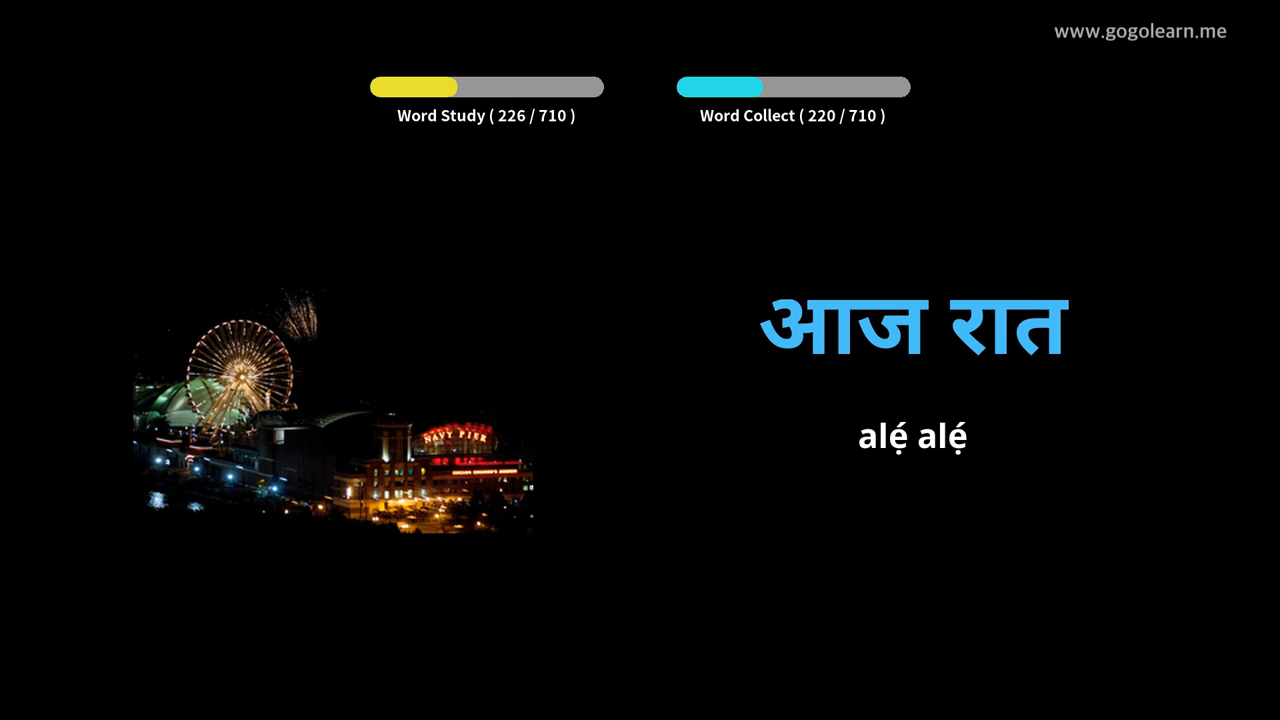 www.gogolearn.me
Word Study ( 226 / 710 )
Word Collect ( 220 / 710 )
आज रात
alẹ́ alẹ́
NAVY PIER